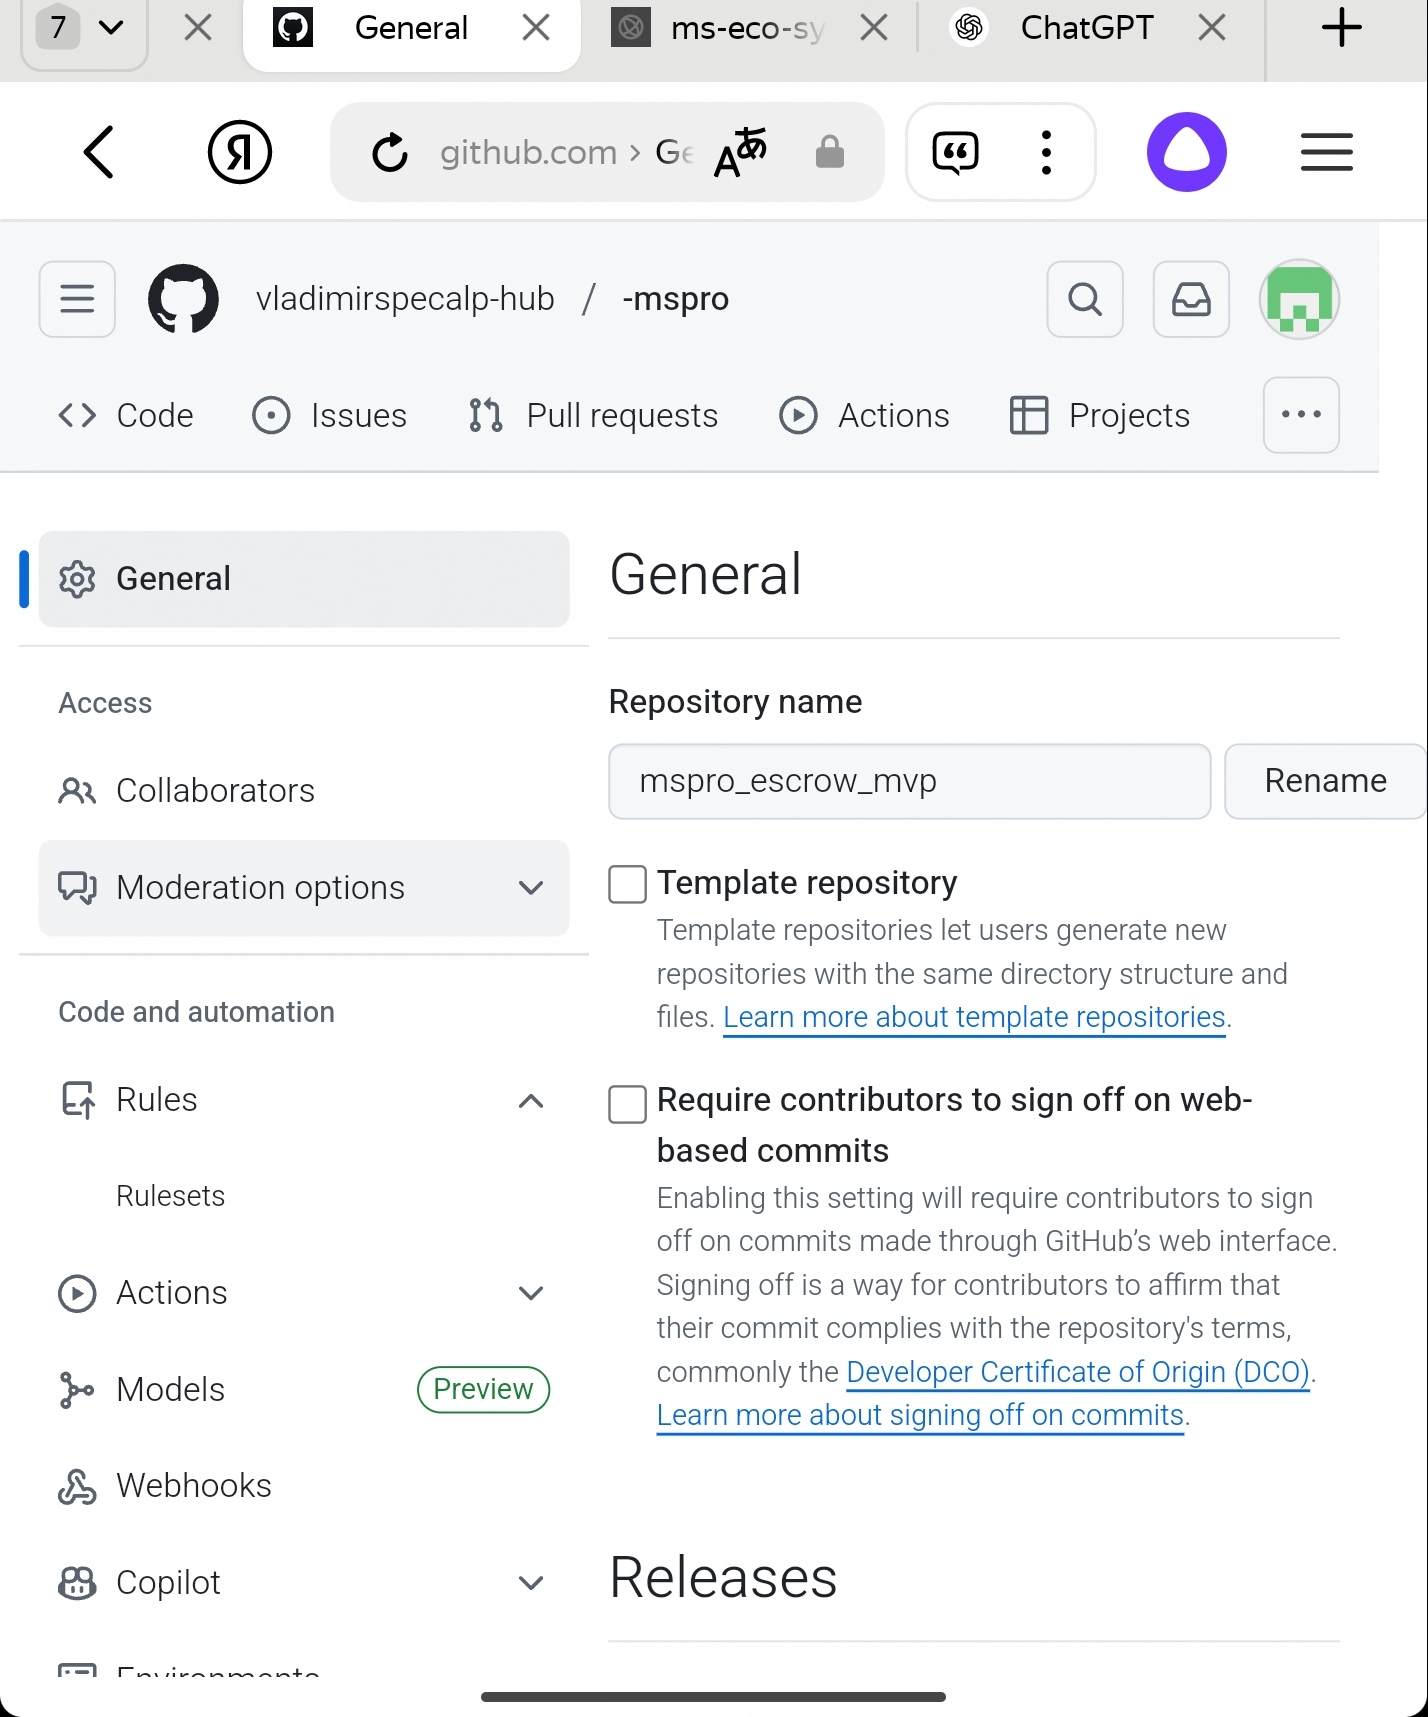 7
General
ms-eco-sy
ChatGPT
Я
github.com › Ge
Aあ
vladimirspecalp-hub / -mspro
Code
Issues
Pull requests
Actions
Projects
General
Access
Collaborators
Moderation options
Code and automation
Rules
Rulesets
Actions
Models
Preview
Webhooks
Copilot
Environments
General
Repository name
mspro_escrow_mvp
Rename
Template repository
Template repositories let users generate new
repositories with the same directory structure and
files. Learn more about template repositories.
Require contributors to sign off on web-
based commits
Enabling this setting will require contributors to sign
off on commits made through GitHub’s web interface.
Signing off is a way for contributors to affirm that
their commit complies with the repository's terms,
commonly the Developer Certificate of Origin (DCO).
Learn more about signing off on commits.
Releases